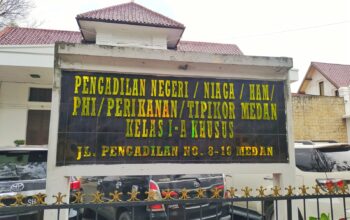 PENGADILAN NEGERI / NIAGA / HAM/
PHI/PERIKANAN/TIPIKOR MEDAN
KELAS I-A KHUSUS
JL. PENGADILAN NO. 8-10 MEDAN